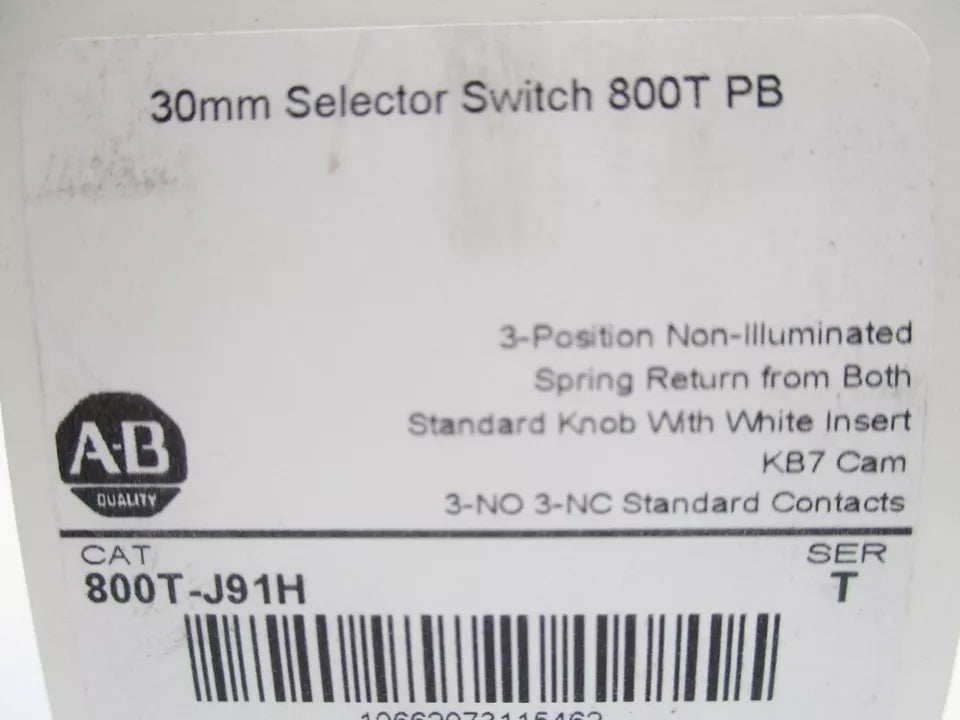 30mm Selector Switch 800T PB
3-Position Non-Illuminated
Spring Return from Both
Standard Knob With White Insert
KB7 Cam
3-NO 3-NC Standard Contacts
A-B
QUALITY
CAT
SER
800T-J91H
T